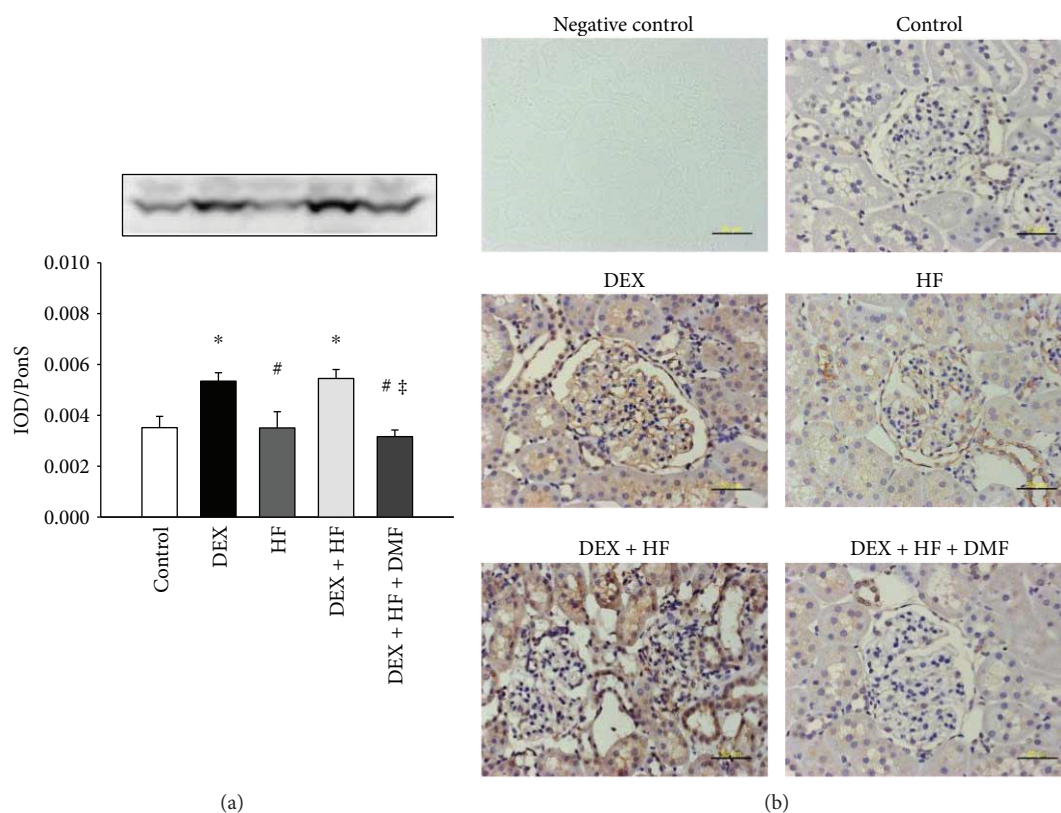 Negative control
Control
DEX
HF
DEX + HF
DEX + HF + DMF
0.010
0.008
0.006
0.004
0.002
0.000
IOD/PonS
*
#
*
# ‡
Control
DEX
HF
DEX + HF
DEX + HF + DMF
(a)
(b)